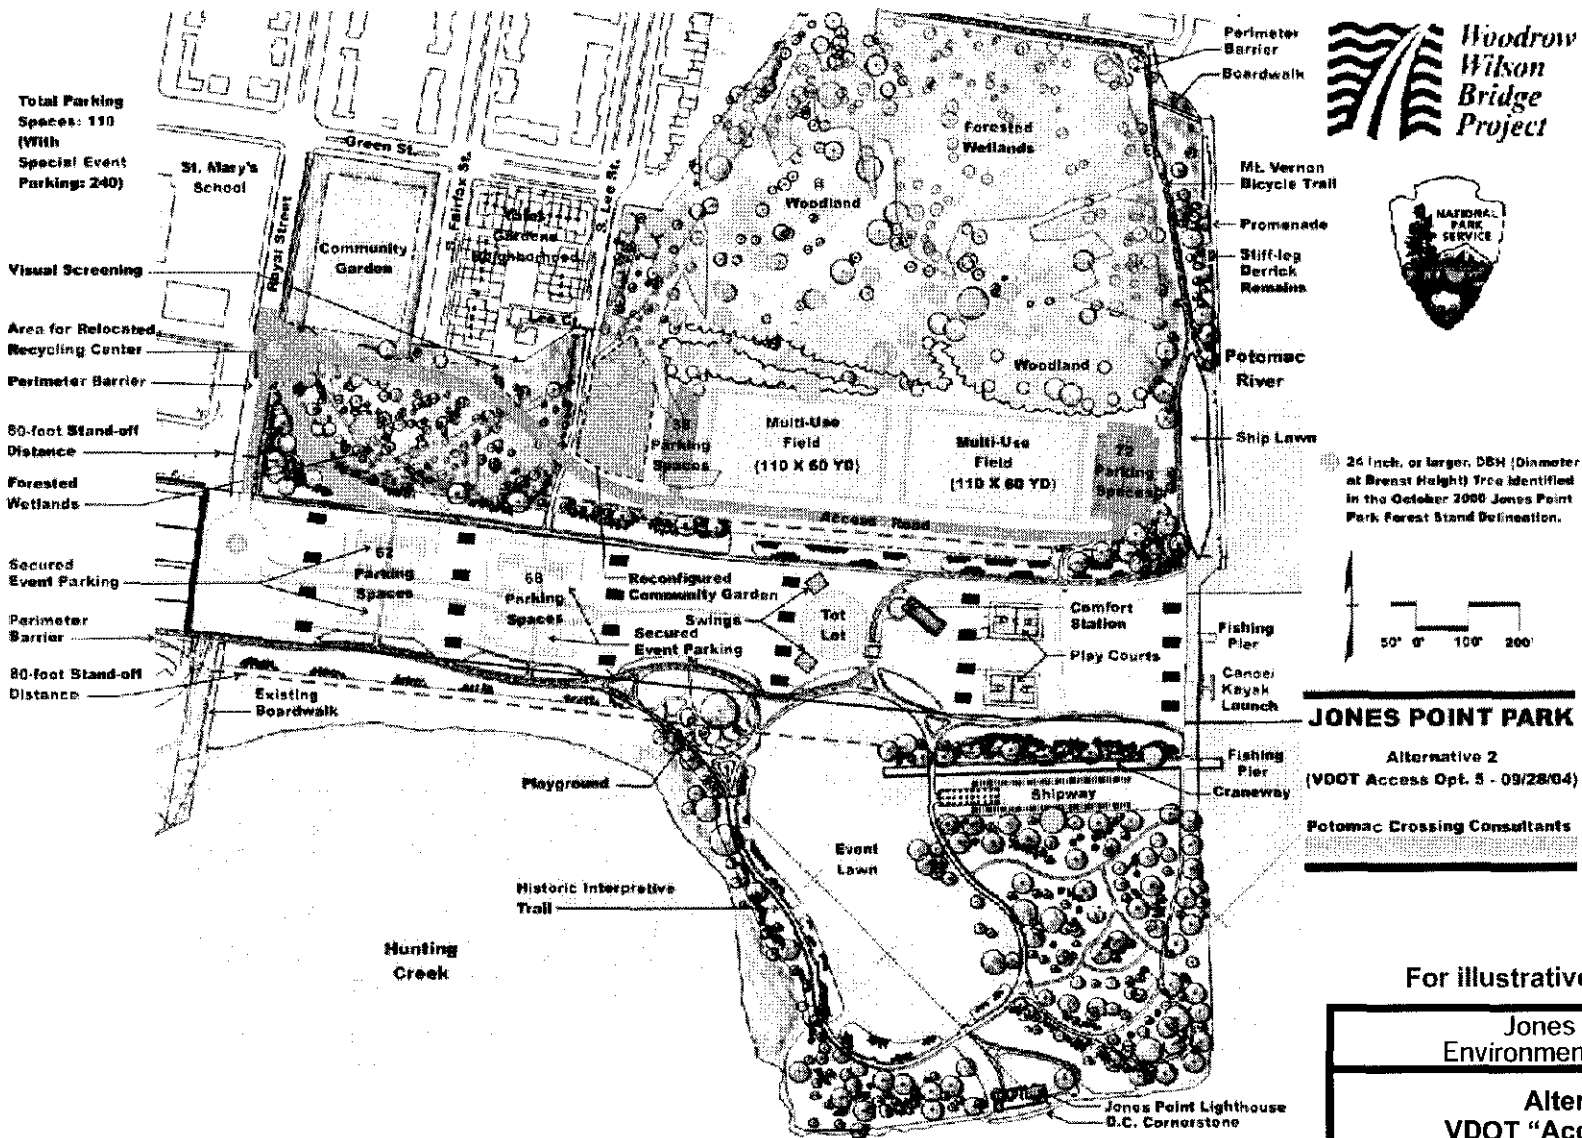 Total Parking
Spaces: 110
(With
Special Event
Parking: 240)
Visual Screening
Area for Relocated
Recycling Center
Perimeter Barrier
80-foot Stand-off
Distance
Forested
Wetlands
Secured
Event Parking
Perimeter
Barrier
80-foot Stand-off
Distance
Existing
Boardwalk
St. Mary's
School
Royal Street
Green St.
S. Fairfax St.
S. Lee St.
Community
Garden
Yates
Gardens
Neighborhood
Lee Ct.
Woodland
Forested
Wetlands
Woodland
38
Parking
Spaces
Multi-Use
Field
(110 X 60 YD)
Multi-Use
Field
(110 X 60 YD)
72
Parking
Spaces
Access Road
62
Parking
Spaces
68
Parking
Spaces
Reconfigured
Community Garden
Swings
Secured
Event Parking
Tot
Lot
Comfort
Station
Play Courts
Playground
Shipway
Event
Lawn
Historic Interpretive
Trail
Hunting
Creek
Jones Point Lighthouse
D.C. Cornerstone
Perimeter
Barrier
Boardwalk
Mt. Vernon
Bicycle Trail
Promenade
Stiff-leg
Derrick
Remains
Potomac
River
Ship Lawn
Fishing
Pier
Canoe/
Kayak
Launch
Fishing
Pier
Craneway
Woodrow
Wilson
Bridge
Project
NATIONAL
PARK
SERVICE
24 inch, or larger, DBH (Diameter
at Breast Height) Tree identified
in the October 2000 Jones Point
Park Forest Stand Delineation.
50' 0' 100' 200'
JONES POINT PARK
Alternative 2
(VDOT Access Opt. 5 - 09/28/04)
Potomac Crossing Consultants
For illustrative
Jones
Environmen
Alter
VDOT "Acc